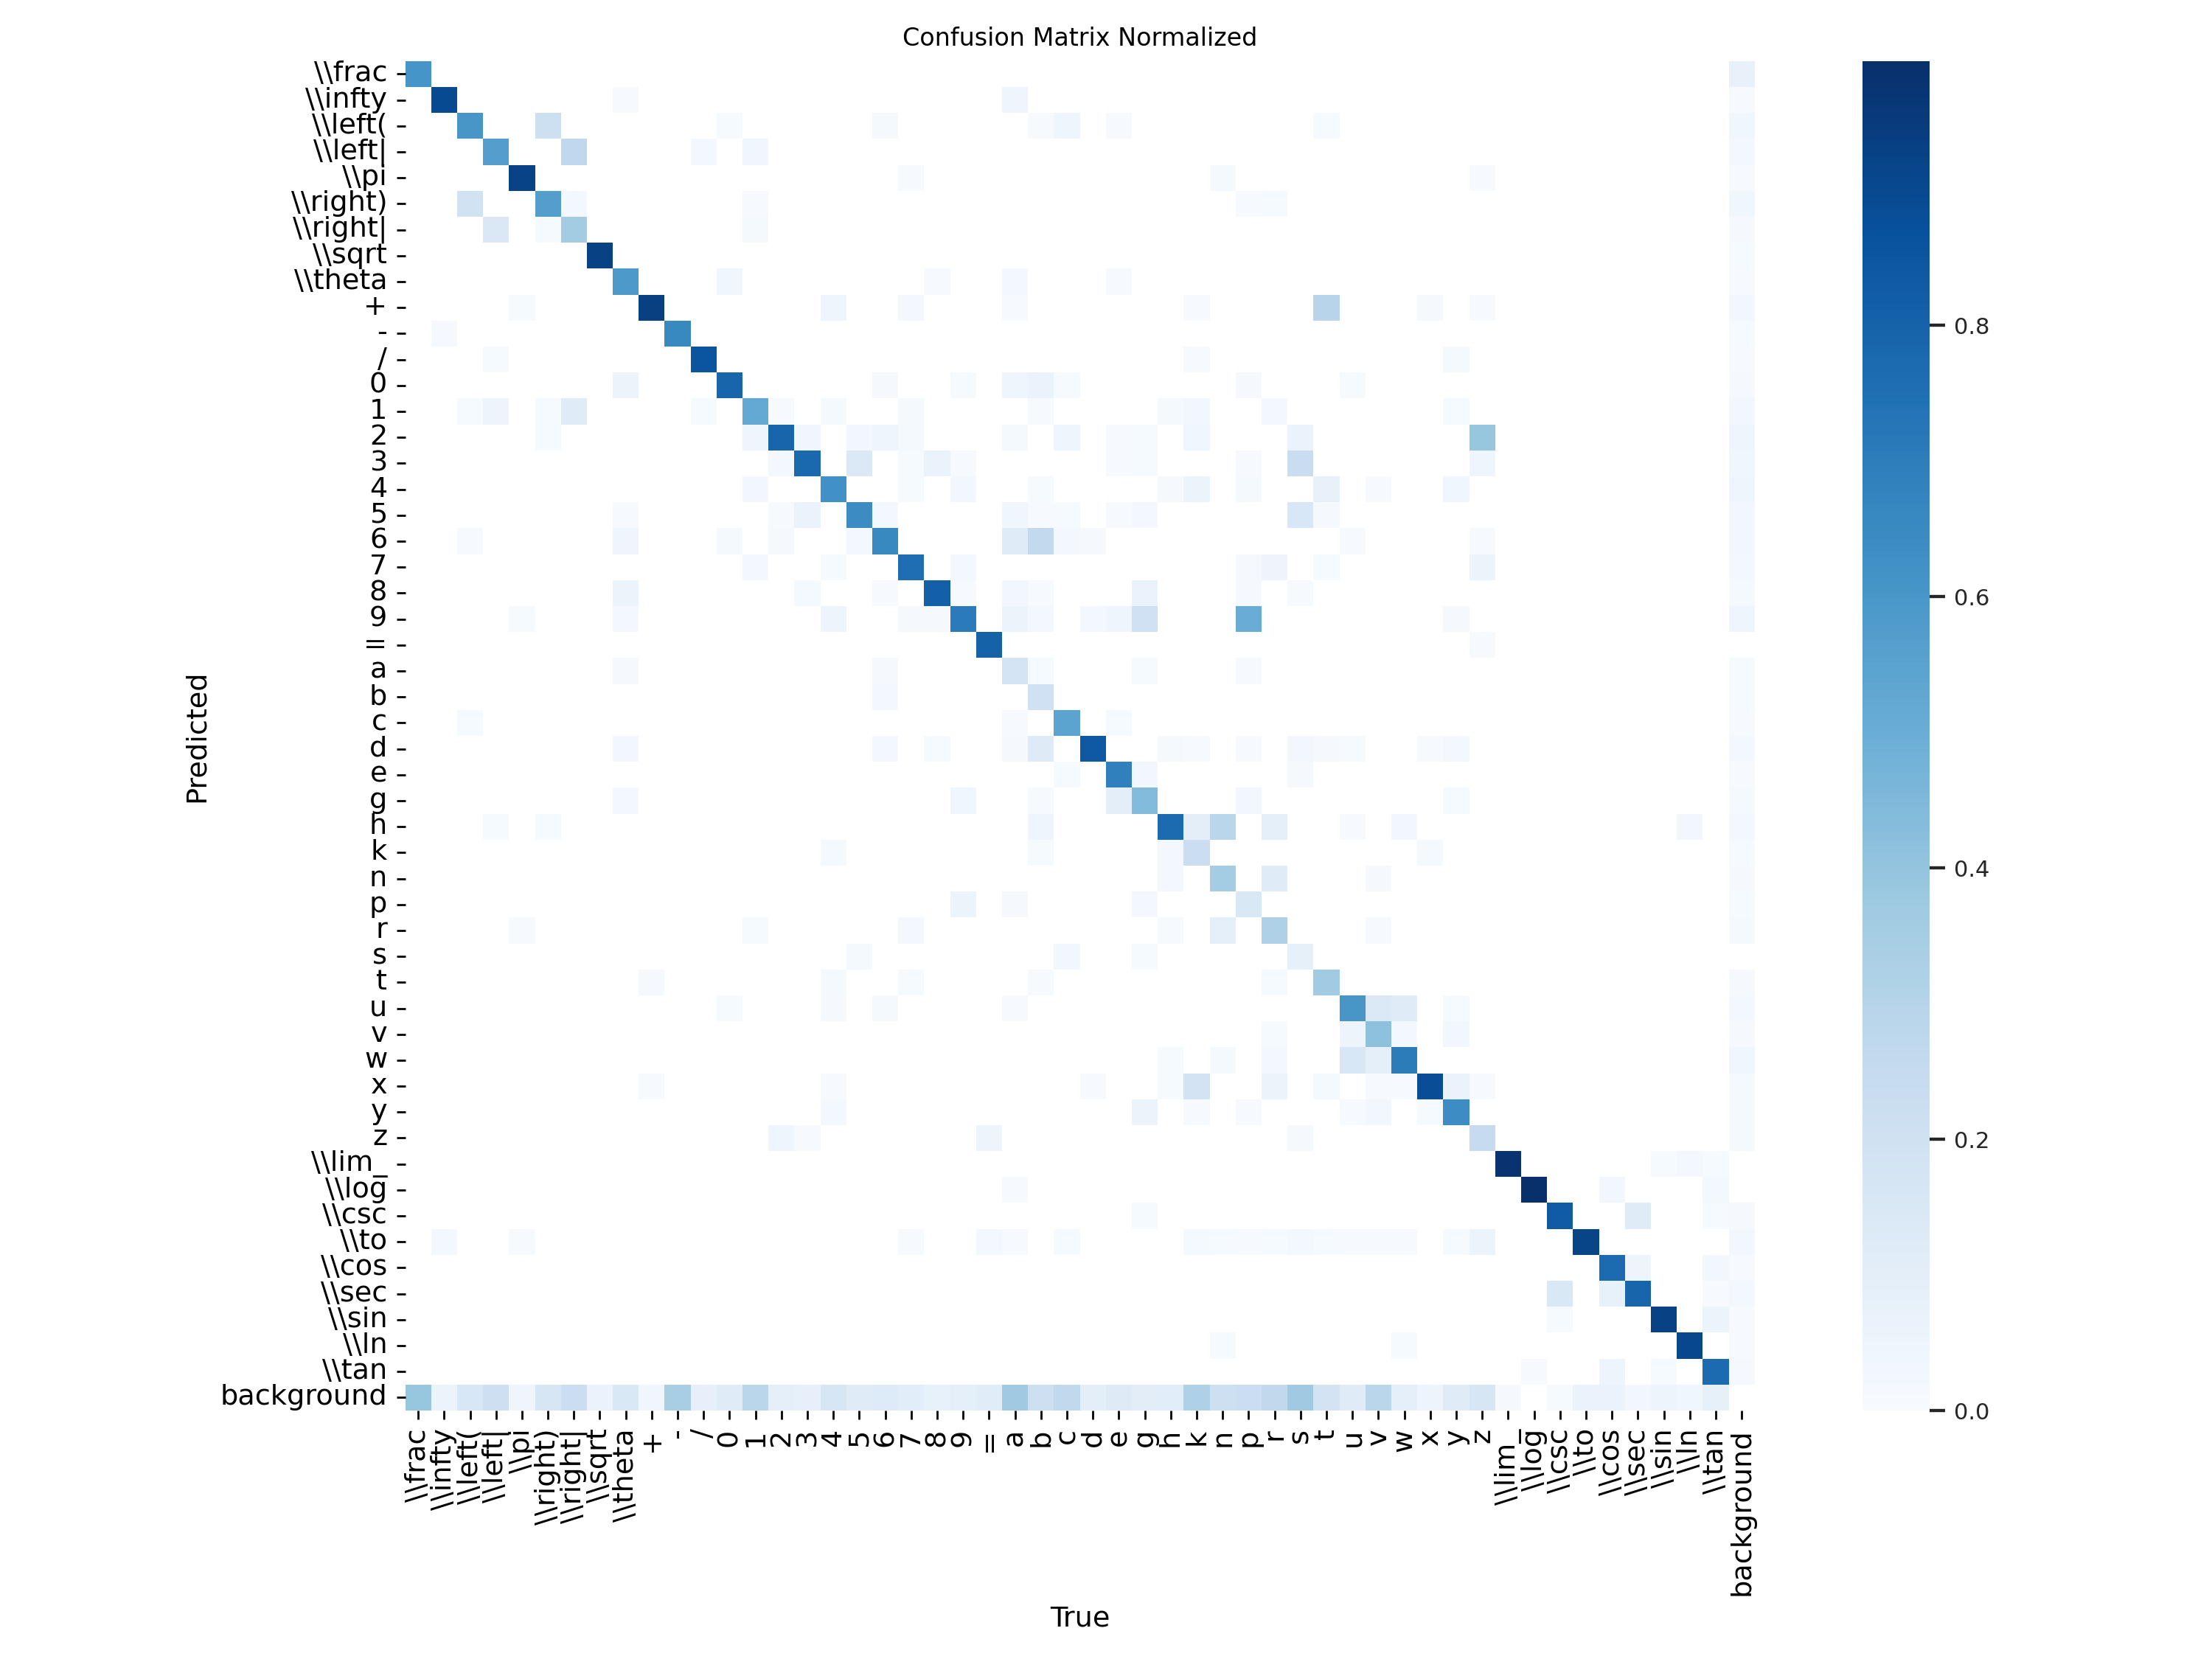 Confusion Matrix Normalized
\\frac
\\infty
\\left(
\\left|
\\pi
\\right)
\\right|
\\sqrt
\\theta
+
-
/
0
1
2
3
4
5
6
7
8
9
=
a
b
c
d
e
g
h
k
n
p
r
s
t
u
v
w
x
y
z
\\lim_
\\log
\\csc
\\to
\\cos
\\sec
\\sin
\\ln
\\tan
background
Predicted
\\frac \\infty \\left( \\left| \\pi \\right) \\right| \\sqrt \\theta + - / 0 1 2 3 4 5 6 7 8 9 = a b c d e g h k n p r s t u v w x y z \\lim_ \\log \\csc \\to \\cos \\sec \\sin \\ln \\tan background
True
0.8
0.6
0.4
0.2
0.0